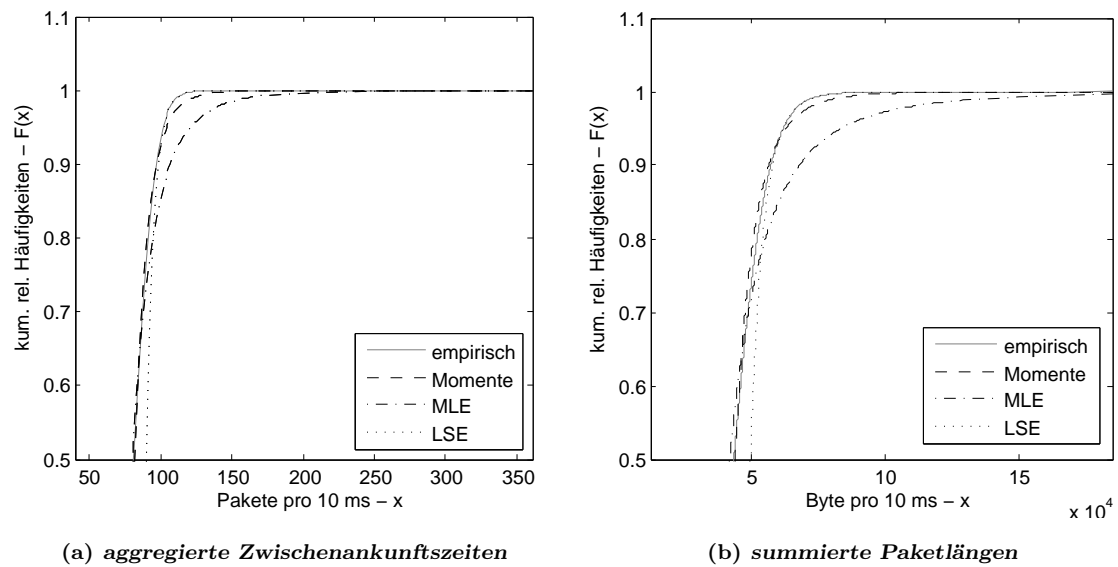 1.1
1
0.9
0.8
0.7
0.6
0.5
kum. rel. Häufigkeiten – F(x)
50 100 150 200 250 300 350
Pakete pro 10 ms – x
empirisch
Momente
MLE
LSE
(a) aggregierte Zwischenankunftszeiten
1.1
1
0.9
0.8
0.7
0.6
0.5
kum. rel. Häufigkeiten – F(x)
5 10 15
x 10⁴
Byte pro 10 ms – x
empirisch
Momente
MLE
LSE
(b) summierte Paketlängen